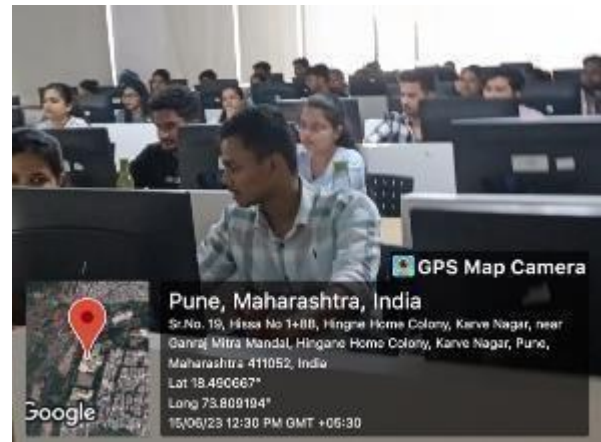 GPS Map Camera
Pune, Maharashtra, India
Sr.No. 19, Hissa No 1+8B, Hingne Home Colony, Karve Nagar, near
Ganraj Mitra Mandal, Hingane Home Colony, Karve Nagar, Pune,
Maharashtra 411052, India
Lat 18.490667°
Long 73.809194°
15/06/23 12:30 PM GMT +05:30
Google